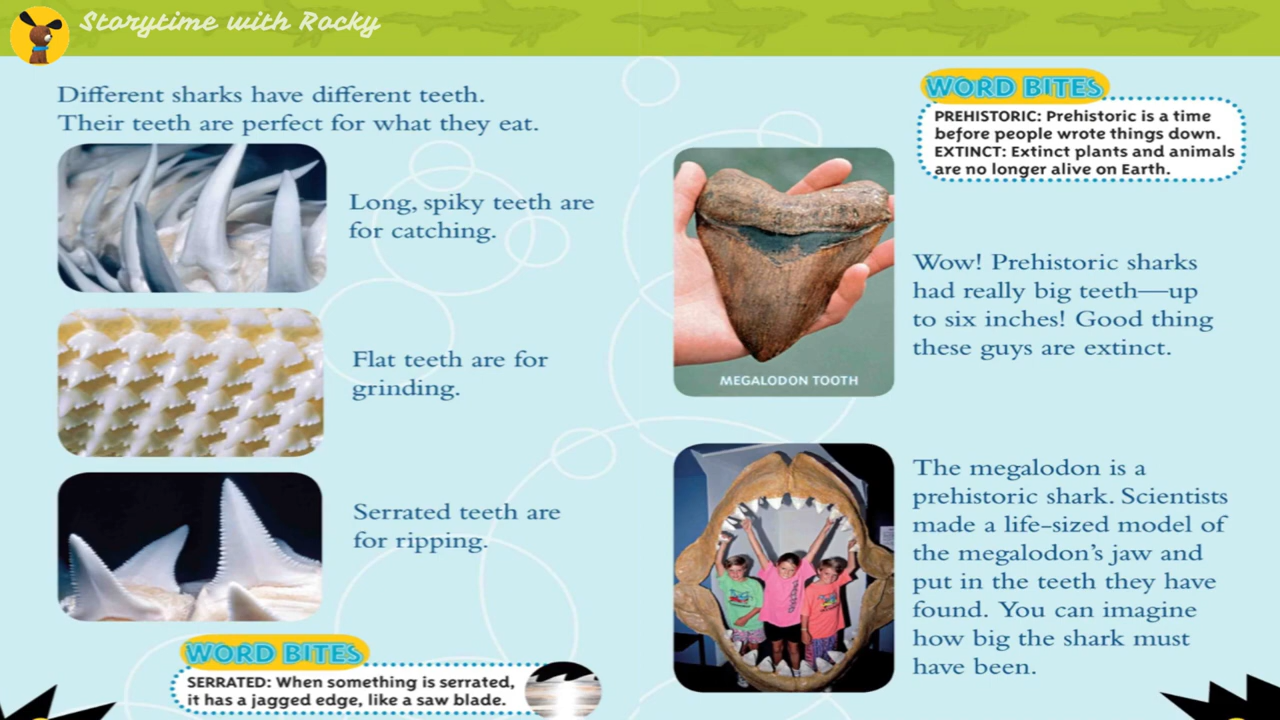 Storytime with Rocky
Different sharks have different teeth.
Their teeth are perfect for what they eat.
Long, spiky teeth are
for catching.
Flat teeth are for
grinding.
Serrated teeth are
for ripping.
WORD BITES
SERRATED: When something is serrated,
it has a jagged edge, like a saw blade.
WORD BITES
PREHISTORIC: Prehistoric is a time
before people wrote things down.
EXTINCT: Extinct plants and animals
are no longer alive on Earth.
MEGALODON TOOTH
Wow! Prehistoric sharks
had really big teeth—up
to six inches! Good thing
these guys are extinct.
The megalodon is a
prehistoric shark. Scientists
made a life-sized model of
the megalodon's jaw and
put in the teeth they have
found. You can imagine
how big the shark must
have been.